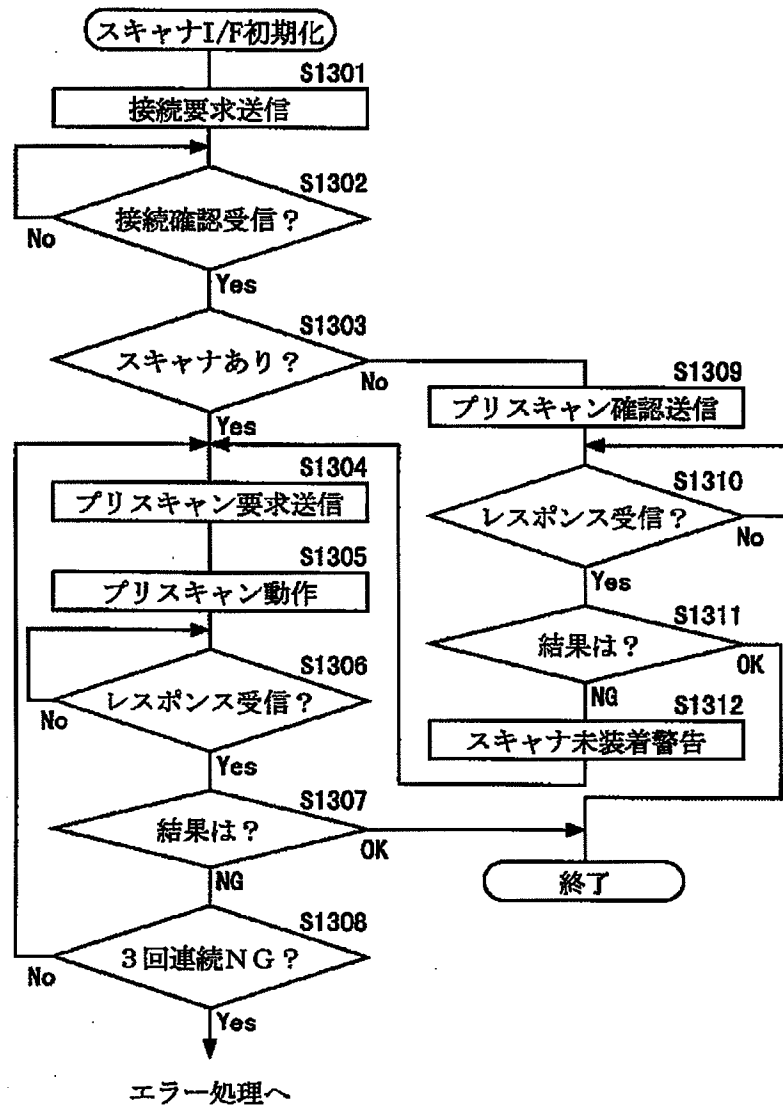 スキャナI/F初期化
S1301
接続要求送信
S1302
接続確認受信？
No
Yes
S1303
スキャナあり？
No
Yes
S1304
プリスキャン要求送信
S1305
プリスキャン動作
S1306
レスポンス受信？
No
Yes
S1307
結果は？
OK
NG
S1308
3回連続NG？
No
Yes
エラー処理へ
S1309
プリスキャン確認送信
S1310
レスポンス受信？
No
Yes
S1311
結果は？
OK
NG
S1312
スキャナ未装着警告
終了